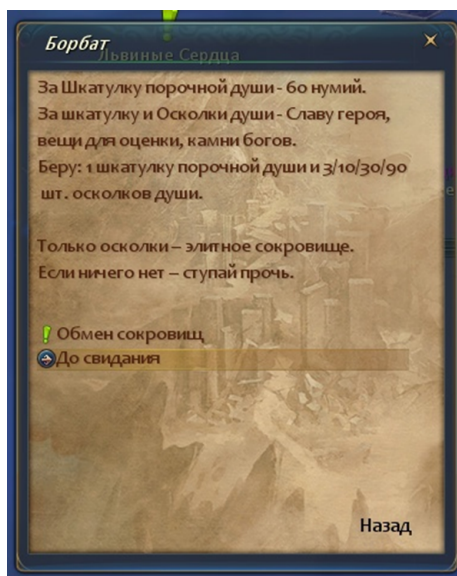 Борбат
Львиные Сердца
За Шкатулку порочной души - 60 нумий.
За шкатулку и Осколки души - Славу героя,
вещи для оценки, камни богов.
Беру: 1 шкатулку порочной души и 3/10/30/90
шт. осколков души.
Только осколки – элитное сокровище.
Если ничего нет – ступай прочь.
Обмен сокровищ
До свидания
Назад